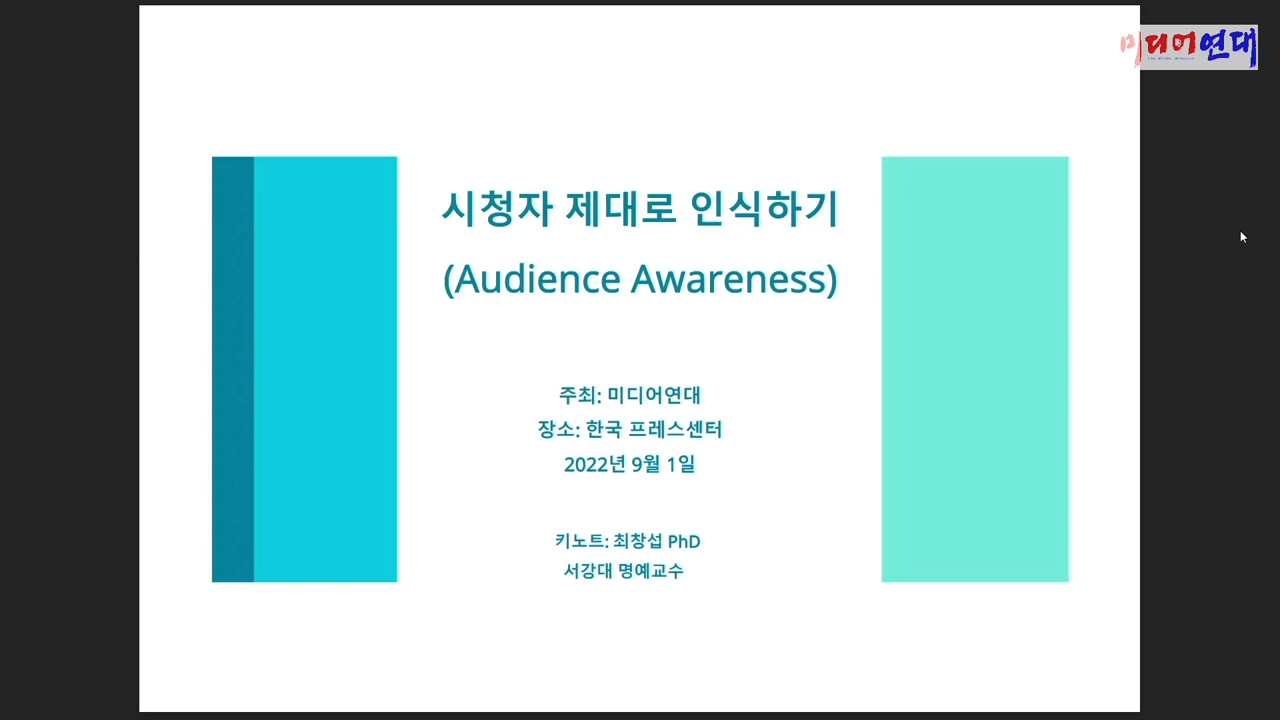 미디어연대
시청자 제대로 인식하기
(Audience Awareness)
주최: 미디어연대
장소: 한국 프레스센터
2022년 9월 1일
키노트: 최창섭 PhD
서강대 명예교수